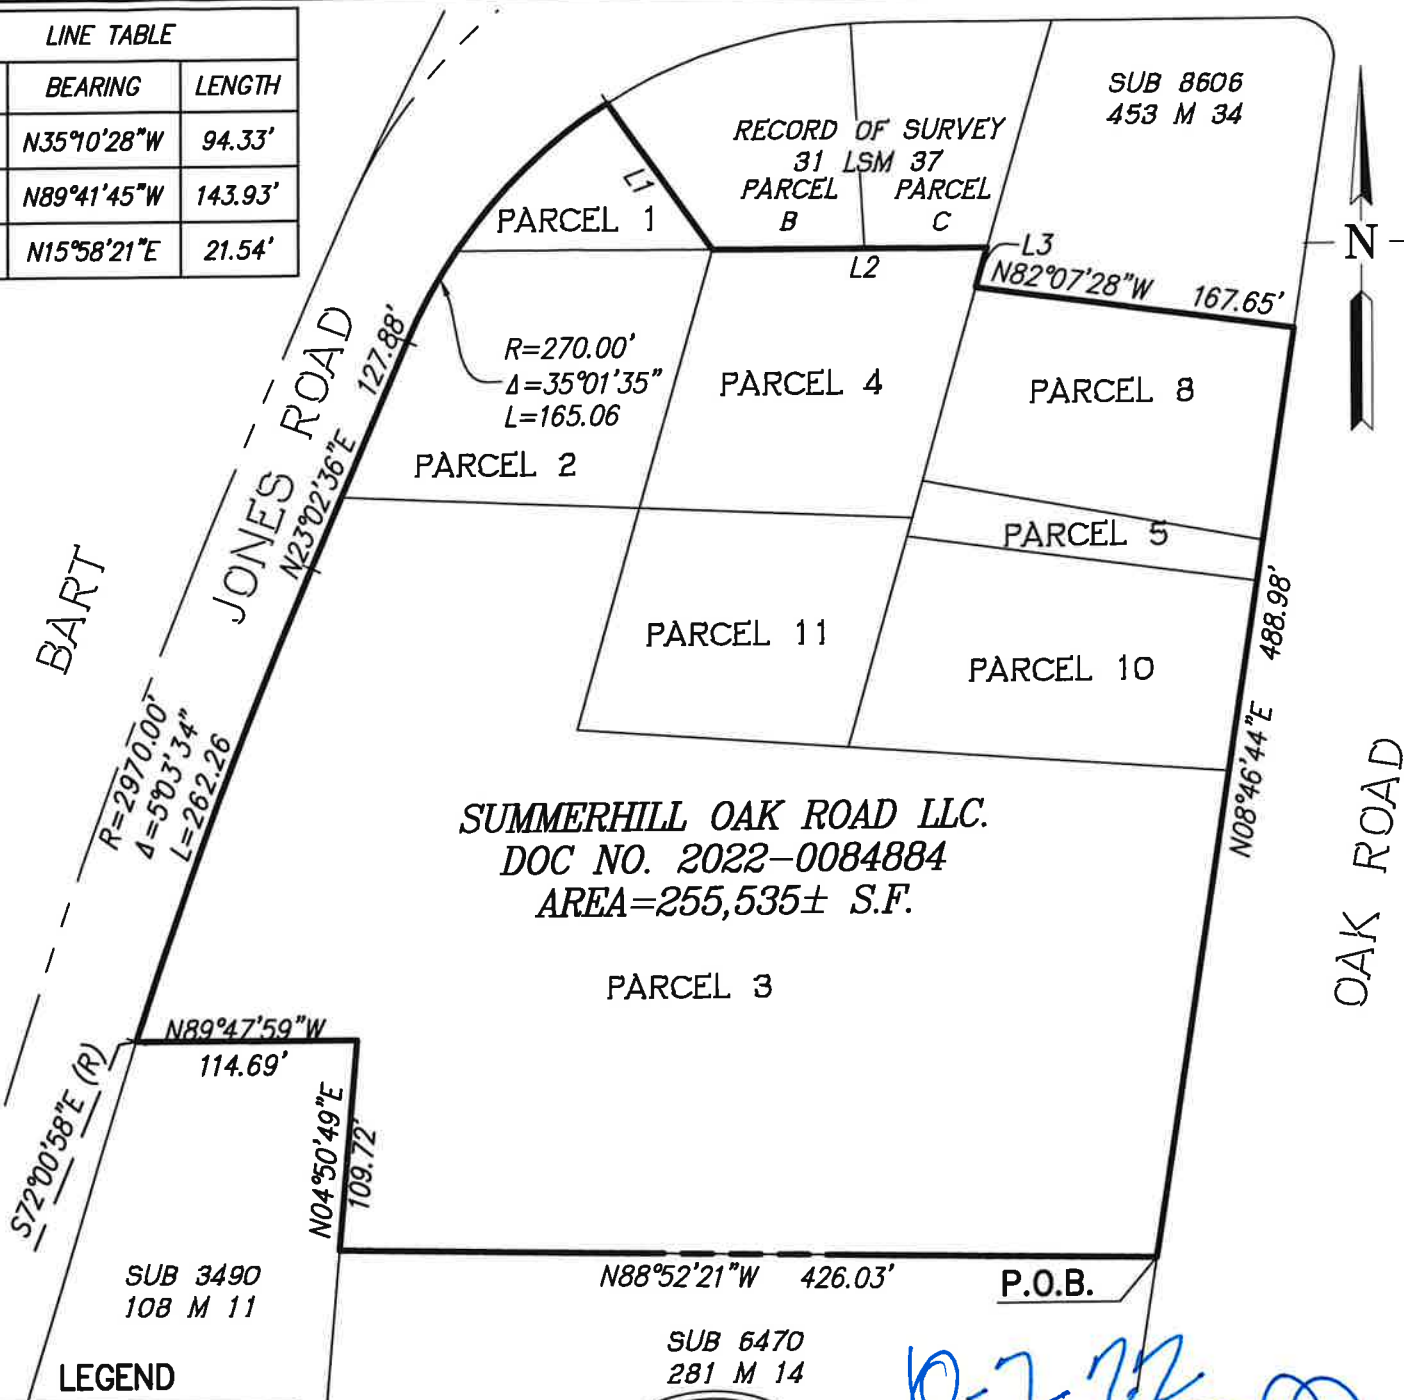 LINE TABLE
BEARING LENGTH
N35°10'28"W 94.33'
N89°41'45"W 143.93'
N15°58'21"E 21.54'
SUB 8606
453 M 34
RECORD OF SURVEY
31 LSM 37
PARCEL B
PARCEL C
L1
PARCEL 1
L2
L3
N82°07'28"W 167.65'
N
R=270.00'
Δ=35°01'35"
L=165.06
PARCEL 4
PARCEL 8
PARCEL 2
127.88'
N23°02'36"E
BART JONES ROAD
PARCEL 5
PARCEL 11
PARCEL 10
488.98'
N08°46'44"E
OAK ROAD
R=2970.00'
Δ=5°03'34"
L=262.26
SUMMERHILL OAK ROAD LLC.
DOC NO. 2022-0084884
AREA=255,535± S.F.
PARCEL 3
N89°47'59"W
114.69'
S72°00'58"E (R)
N04°50'49"E
109.72'
N88°52'21"W 426.03'
P.O.B.
SUB 3490
108 M 11
SUB 6470
281 M 14
LEGEND